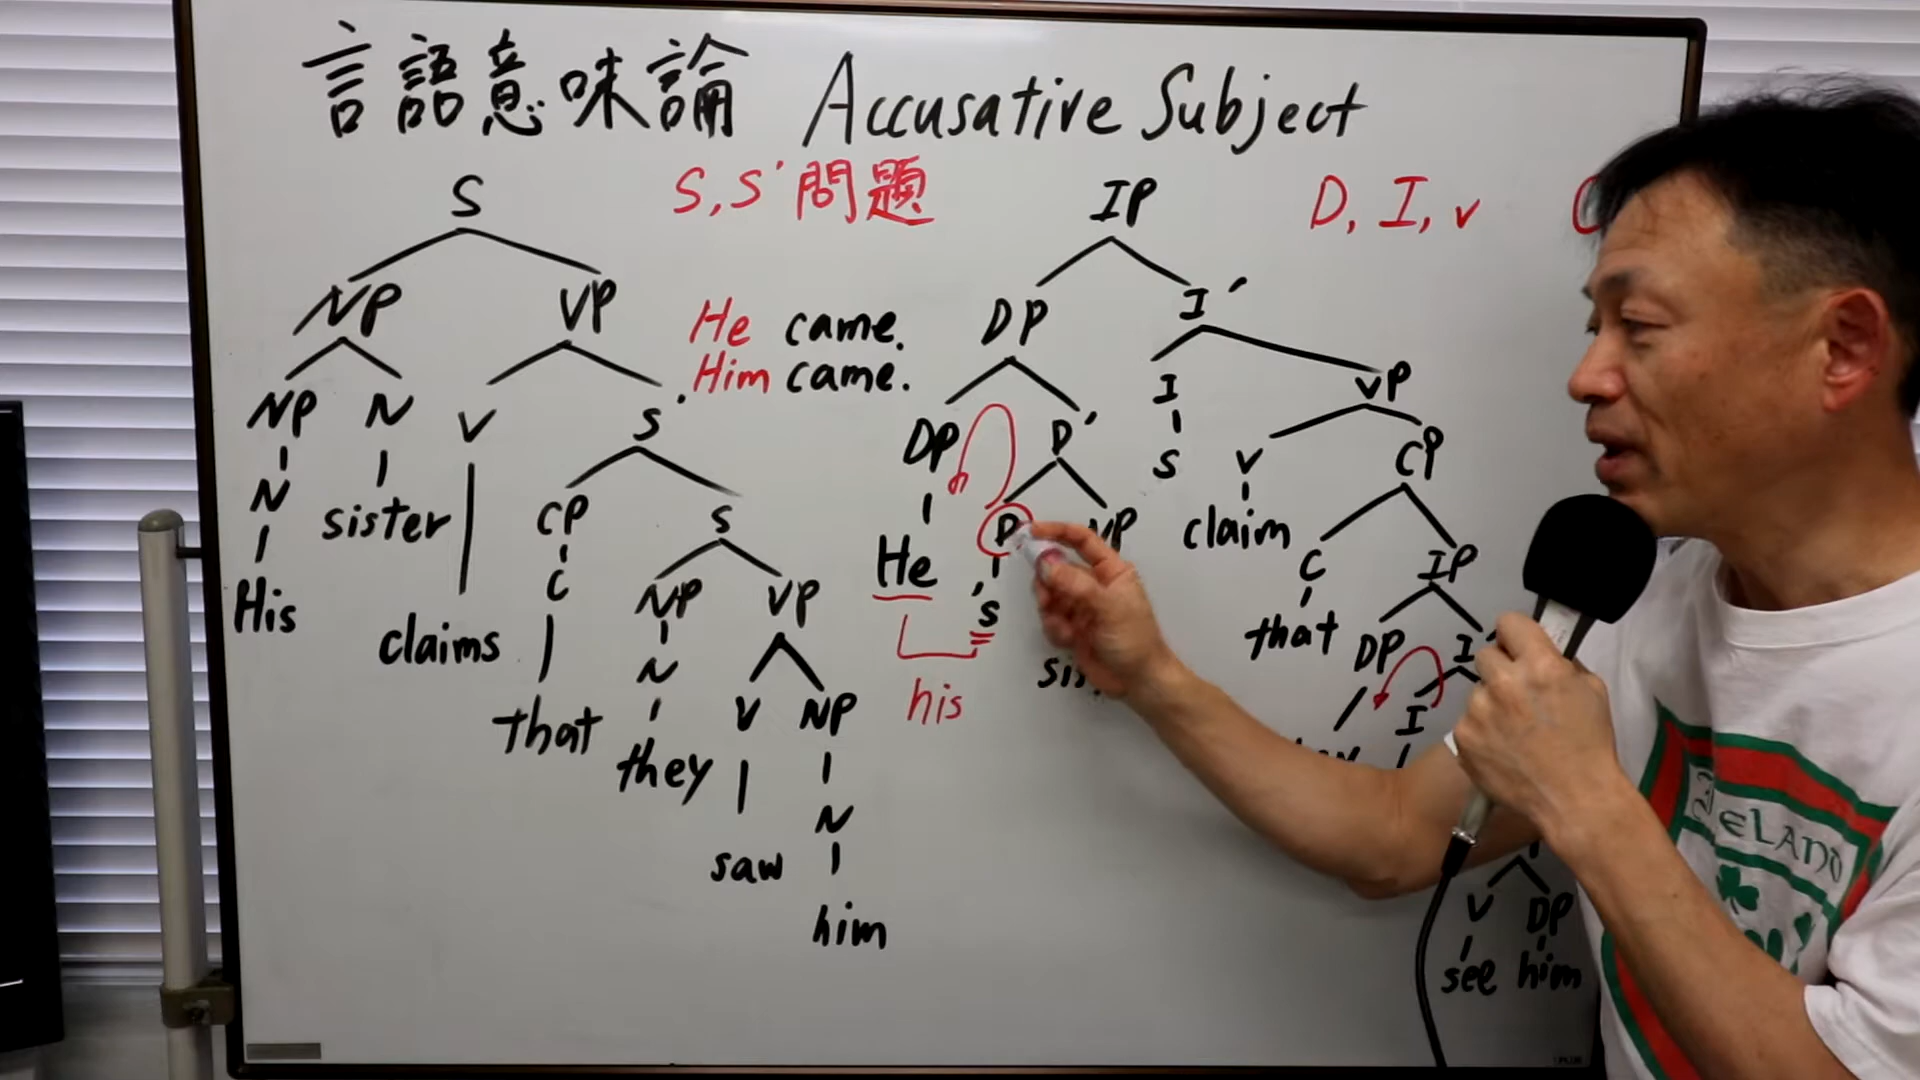 言語意味論 Accusative Subject
S, S' 問題
D, I, v
S
NP VP
NP N V S'
N sister CP S
His claims C NP VP
that N V NP
they saw N
him
He came.
Him came.
IP
DP I'
DP D' I vP
He D NP s v CP
's claim C IP
his that DP I'
I
V DP
see him
IRELAND